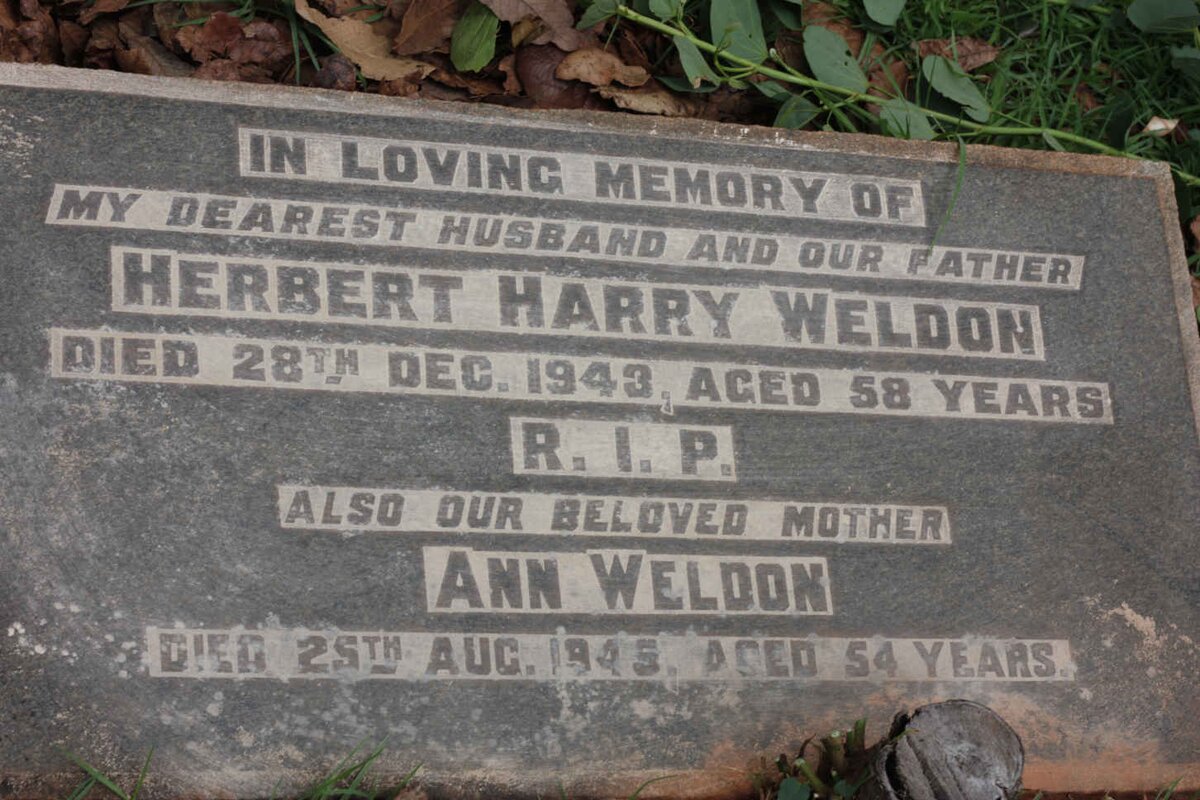 IN LOVING MEMORY OF
MY DEAREST HUSBAND AND OUR FATHER
HERBERT HARRY WELDON
DIED 28TH DEC. 1943, AGED 58 YEARS
R. I. P.
ALSO OUR BELOVED MOTHER
ANN WELDON
DIED 25TH AUG. 1945, AGED 54 YEARS.